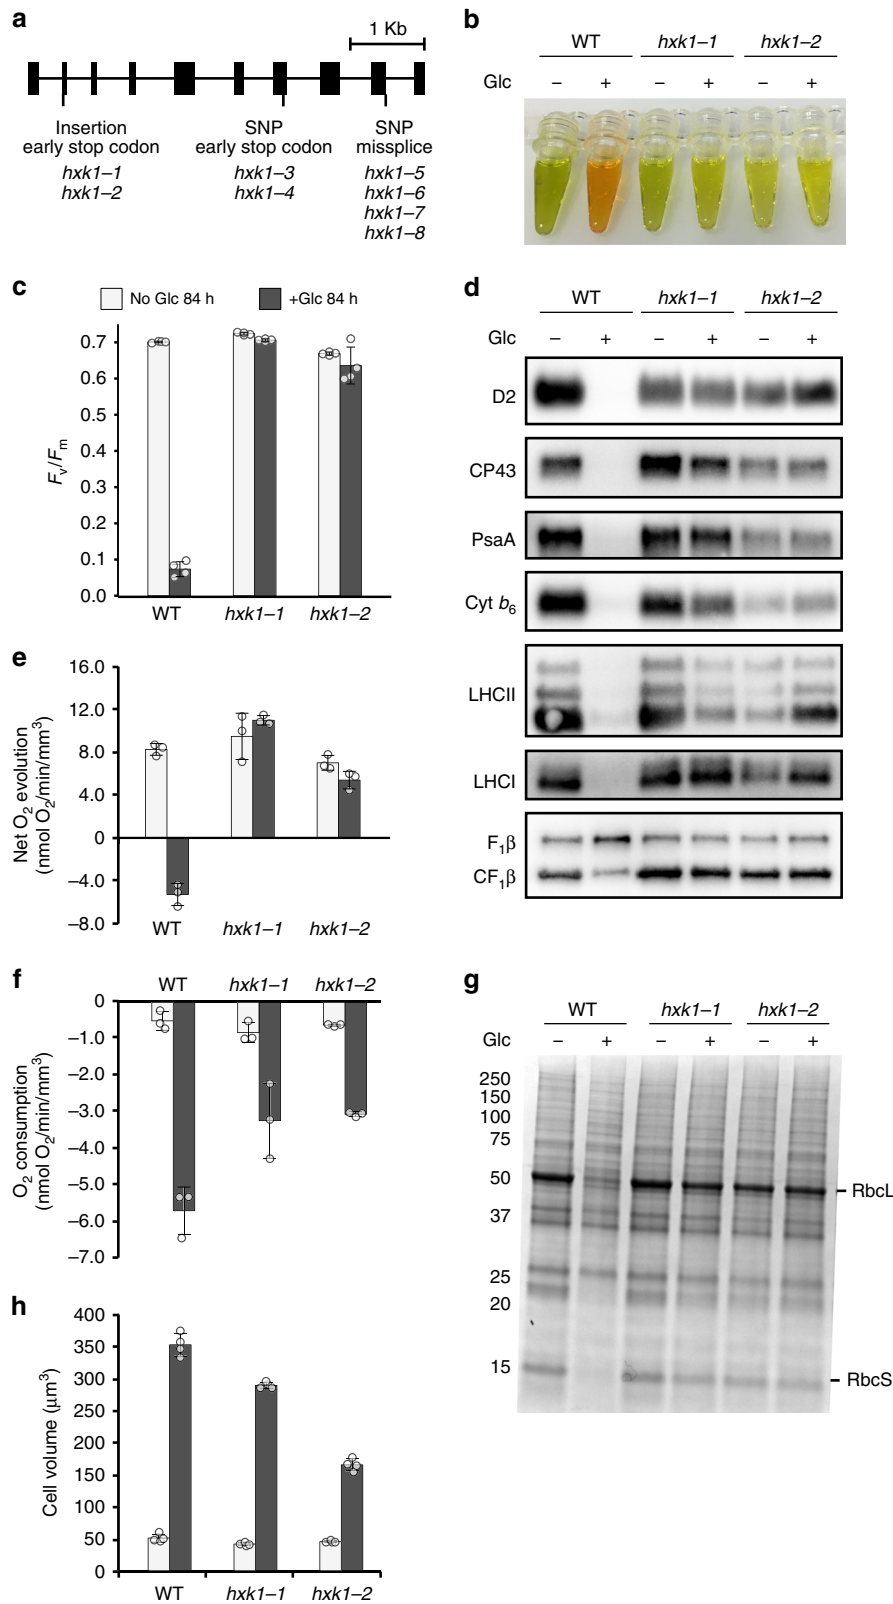 a
1 Kb
Insertion
early stop codon
hxk1–1
hxk1–2
SNP
early stop codon
hxk1–3
hxk1–4
SNP
missplice
hxk1–5
hxk1–6
hxk1–7
hxk1–8
b
WT hxk1–1 hxk1–2
Glc – + – + – +
c
No Glc 84 h
+Glc 84 h
Fv/Fm
0.7
0.6
0.5
0.4
0.3
0.2
0.1
0.0
WT hxk1–1 hxk1–2
d
WT hxk1–1 hxk1–2
Glc – + – + – +
D2
CP43
PsaA
Cyt b6
LHCII
LHCI
F1β
CF1β
e
Net O2 evolution
(nmol O2/min/mm3)
16.0
12.0
8.0
4.0
0
–4.0
–8.0
WT hxk1–1 hxk1–2
f
WT hxk1–1 hxk1–2
O2 consumption
(nmol O2/min/mm3)
0
–1.0
–2.0
–3.0
–4.0
–5.0
–6.0
–7.0
g
WT hxk1–1 hxk1–2
Glc – + – + – +
250
150
100
75
50
37
25
20
15
RbcL
RbcS
h
Cell volume (μm3)
400
350
300
250
200
150
100
50
0
WT hxk1–1 hxk1–2